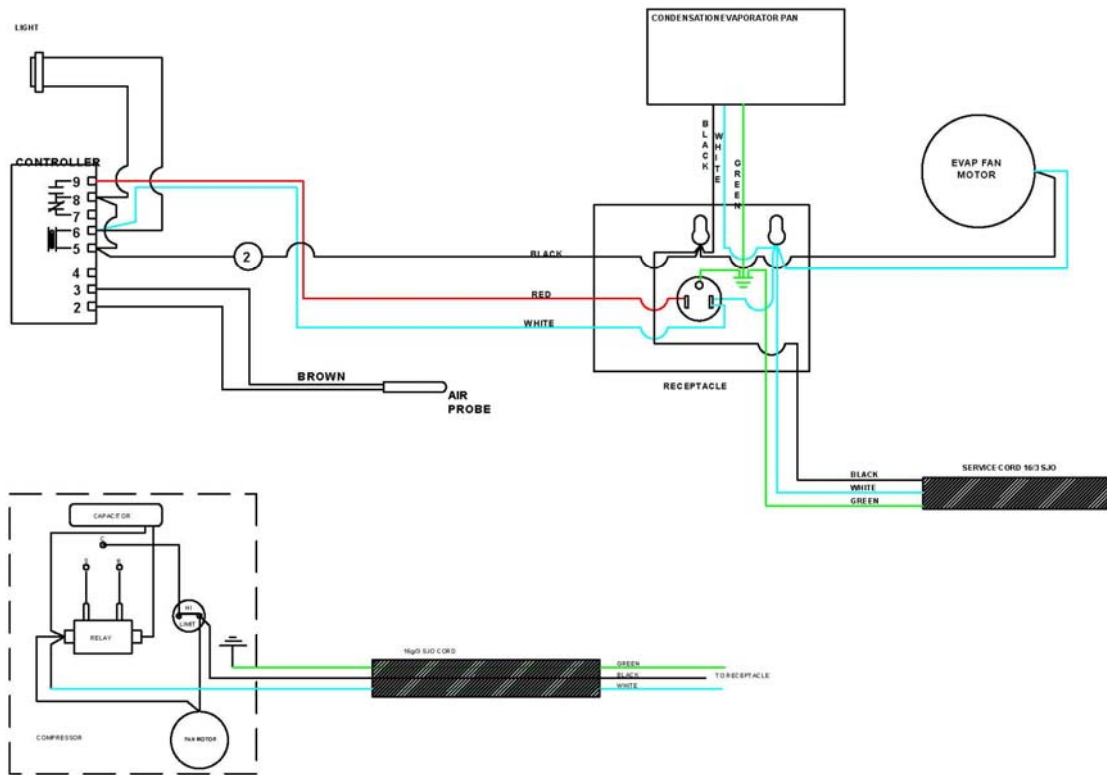 LIGHT
CONDENSATION EVAPORATOR PAN
BLACK
WHITE
GREEN
EVAP FAN
MOTOR
CONTROLLER
9
8
7
6
5
4
3
2
2
BLACK
RED
WHITE
BROWN
AIR
PROBE
RECEPTACLE
SERVICE CORD 16/3 SJO
BLACK
WHITE
GREEN
CAPACITOR
C
S
R
HI
LIMIT
RELAY
SJO CORD
GREEN
BLACK
WHITE
TO RECEPTACLE
FAN MOTOR
COMPRESSOR